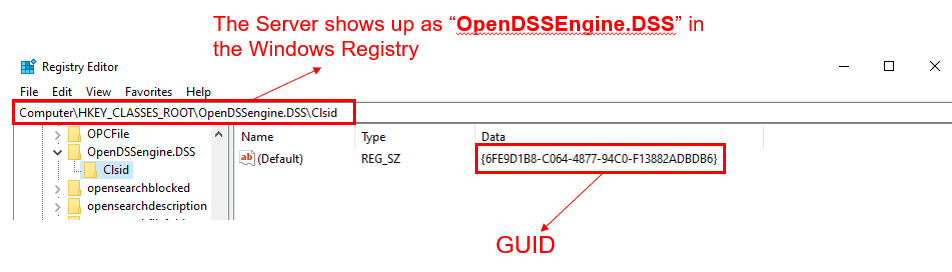 The Server shows up as “OpenDSSEngine.DSS” in
the Windows Registry
Registry Editor
File Edit View Favorites Help
Computer\HKEY_CLASSES_ROOT\OpenDSSengine.DSS\Clsid
OPCFile
OpenDSSengine.DSS
Clsid
opensearchblocked
opensearchdescription
Name Type Data
ab (Default) REG_SZ {6FE9D1B8-C064-4877-94C0-F13882ADBDB6}
GUID